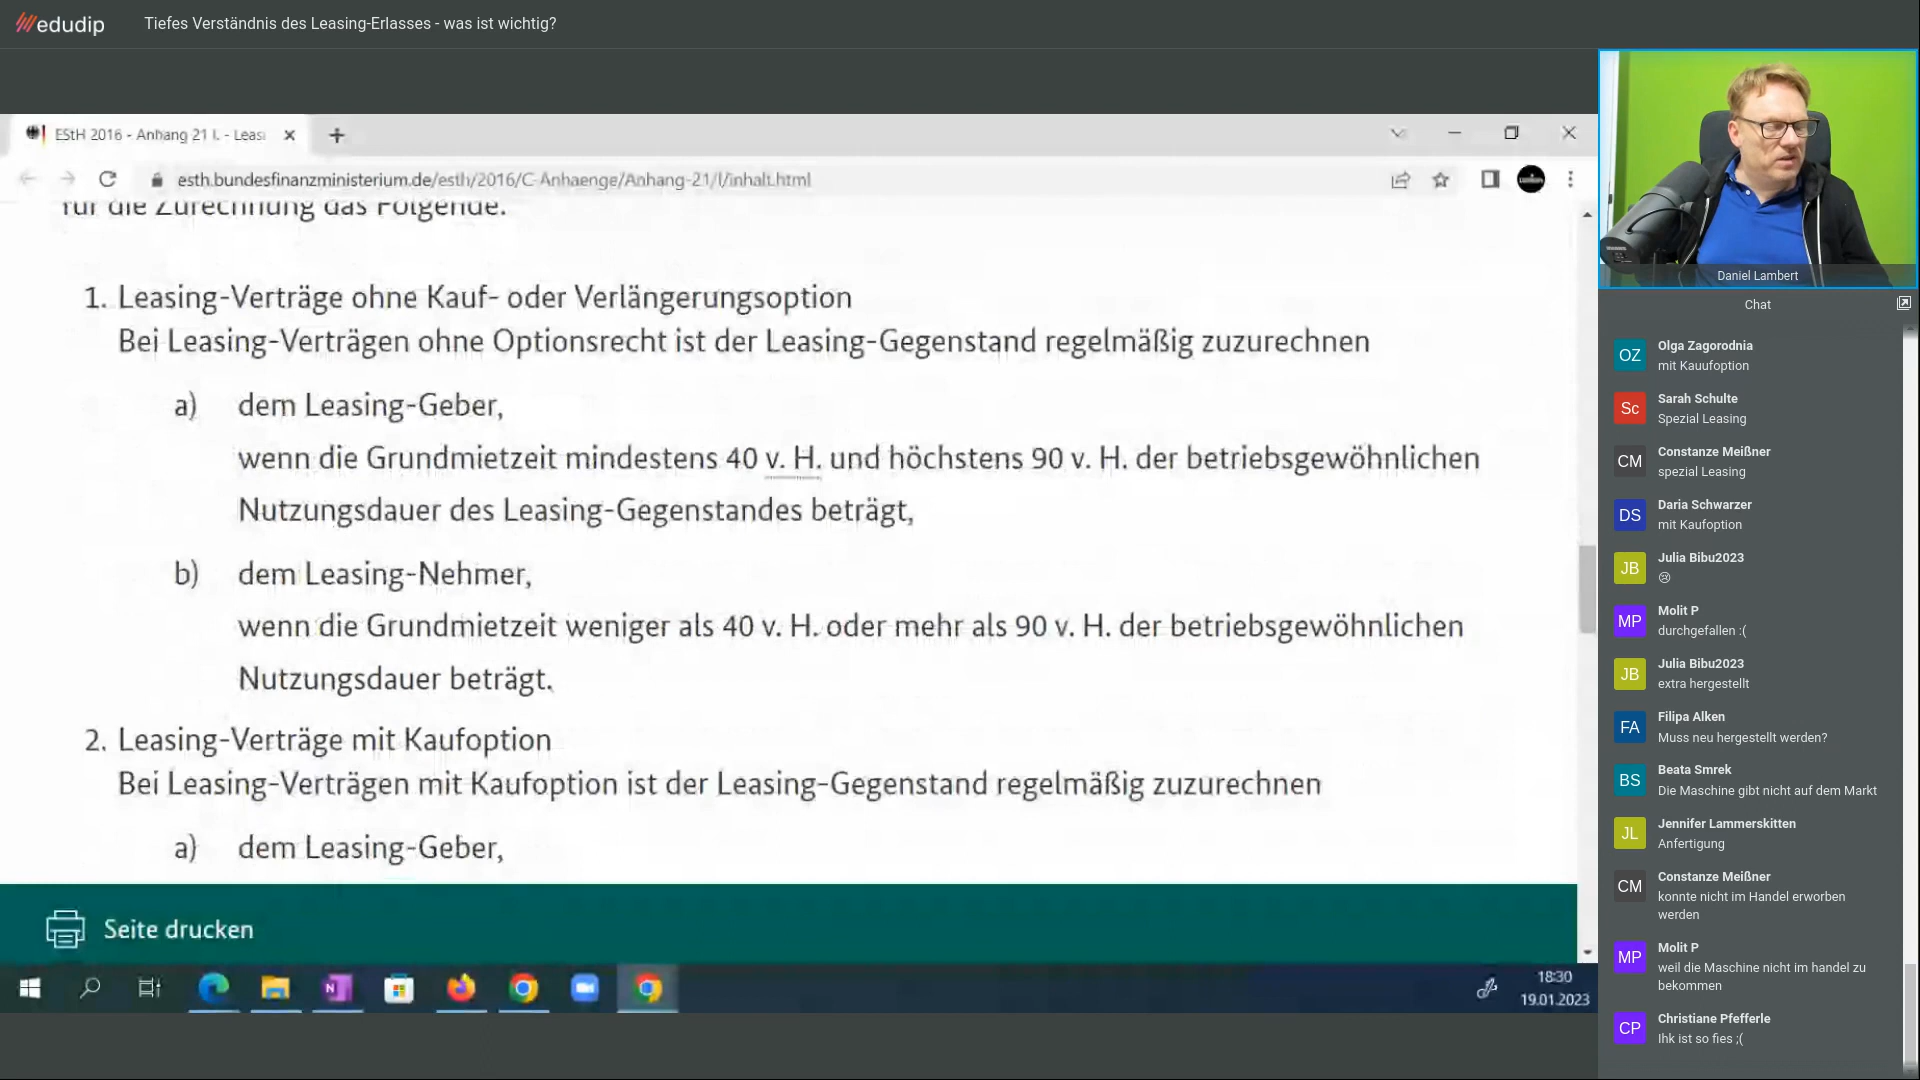 edudip
Tiefes Verständnis des Leasing-Erlasses - was ist wichtig?
EStH 2016 - Anhang 21 I. - Leas
esth.bundesfinanzministerium.de/esth/2016/C-Anhaenge/Anhang-21/I/inhalt.html
für die Zurechnung das Folgende.
1. Leasing-Verträge ohne Kauf- oder Verlängerungsoption
Bei Leasing-Verträgen ohne Optionsrecht ist der Leasing-Gegenstand regelmäßig zuzurechnen
a) dem Leasing-Geber,
wenn die Grundmietzeit mindestens 40 v. H. und höchstens 90 v. H. der betriebsgewöhnlichen
Nutzungsdauer des Leasing-Gegenstandes beträgt,
b) dem Leasing-Nehmer,
wenn die Grundmietzeit weniger als 40 v. H. oder mehr als 90 v. H. der betriebsgewöhnlichen
Nutzungsdauer beträgt.
2. Leasing-Verträge mit Kaufoption
Bei Leasing-Verträgen mit Kaufoption ist der Leasing-Gegenstand regelmäßig zuzurechnen
a) dem Leasing-Geber,
Seite drucken
18:30
19.01.2023
Daniel Lambert
Chat
OZ
Olga Zagorodnia
mit Kauufoption
Sc
Sarah Schulte
Spezial Leasing
CM
Constanze Meißner
spezial Leasing
DS
Daria Schwarzer
mit Kaufoption
JB
Julia Bibu2023
😢
MP
Molit P
durchgefallen :(
JB
Julia Bibu2023
extra hergestellt
FA
Filipa Alken
Muss neu hergestellt werden?
BS
Beata Smrek
Die Maschine gibt nicht auf dem Markt
JL
Jennifer Lammerskitten
Anfertigung
CM
Constanze Meißner
konnte nicht im Handel erworben
werden
MP
Molit P
weil die Maschine nicht im handel zu
bekommen
CP
Christiane Pfefferle
Ihk ist so fies ;(